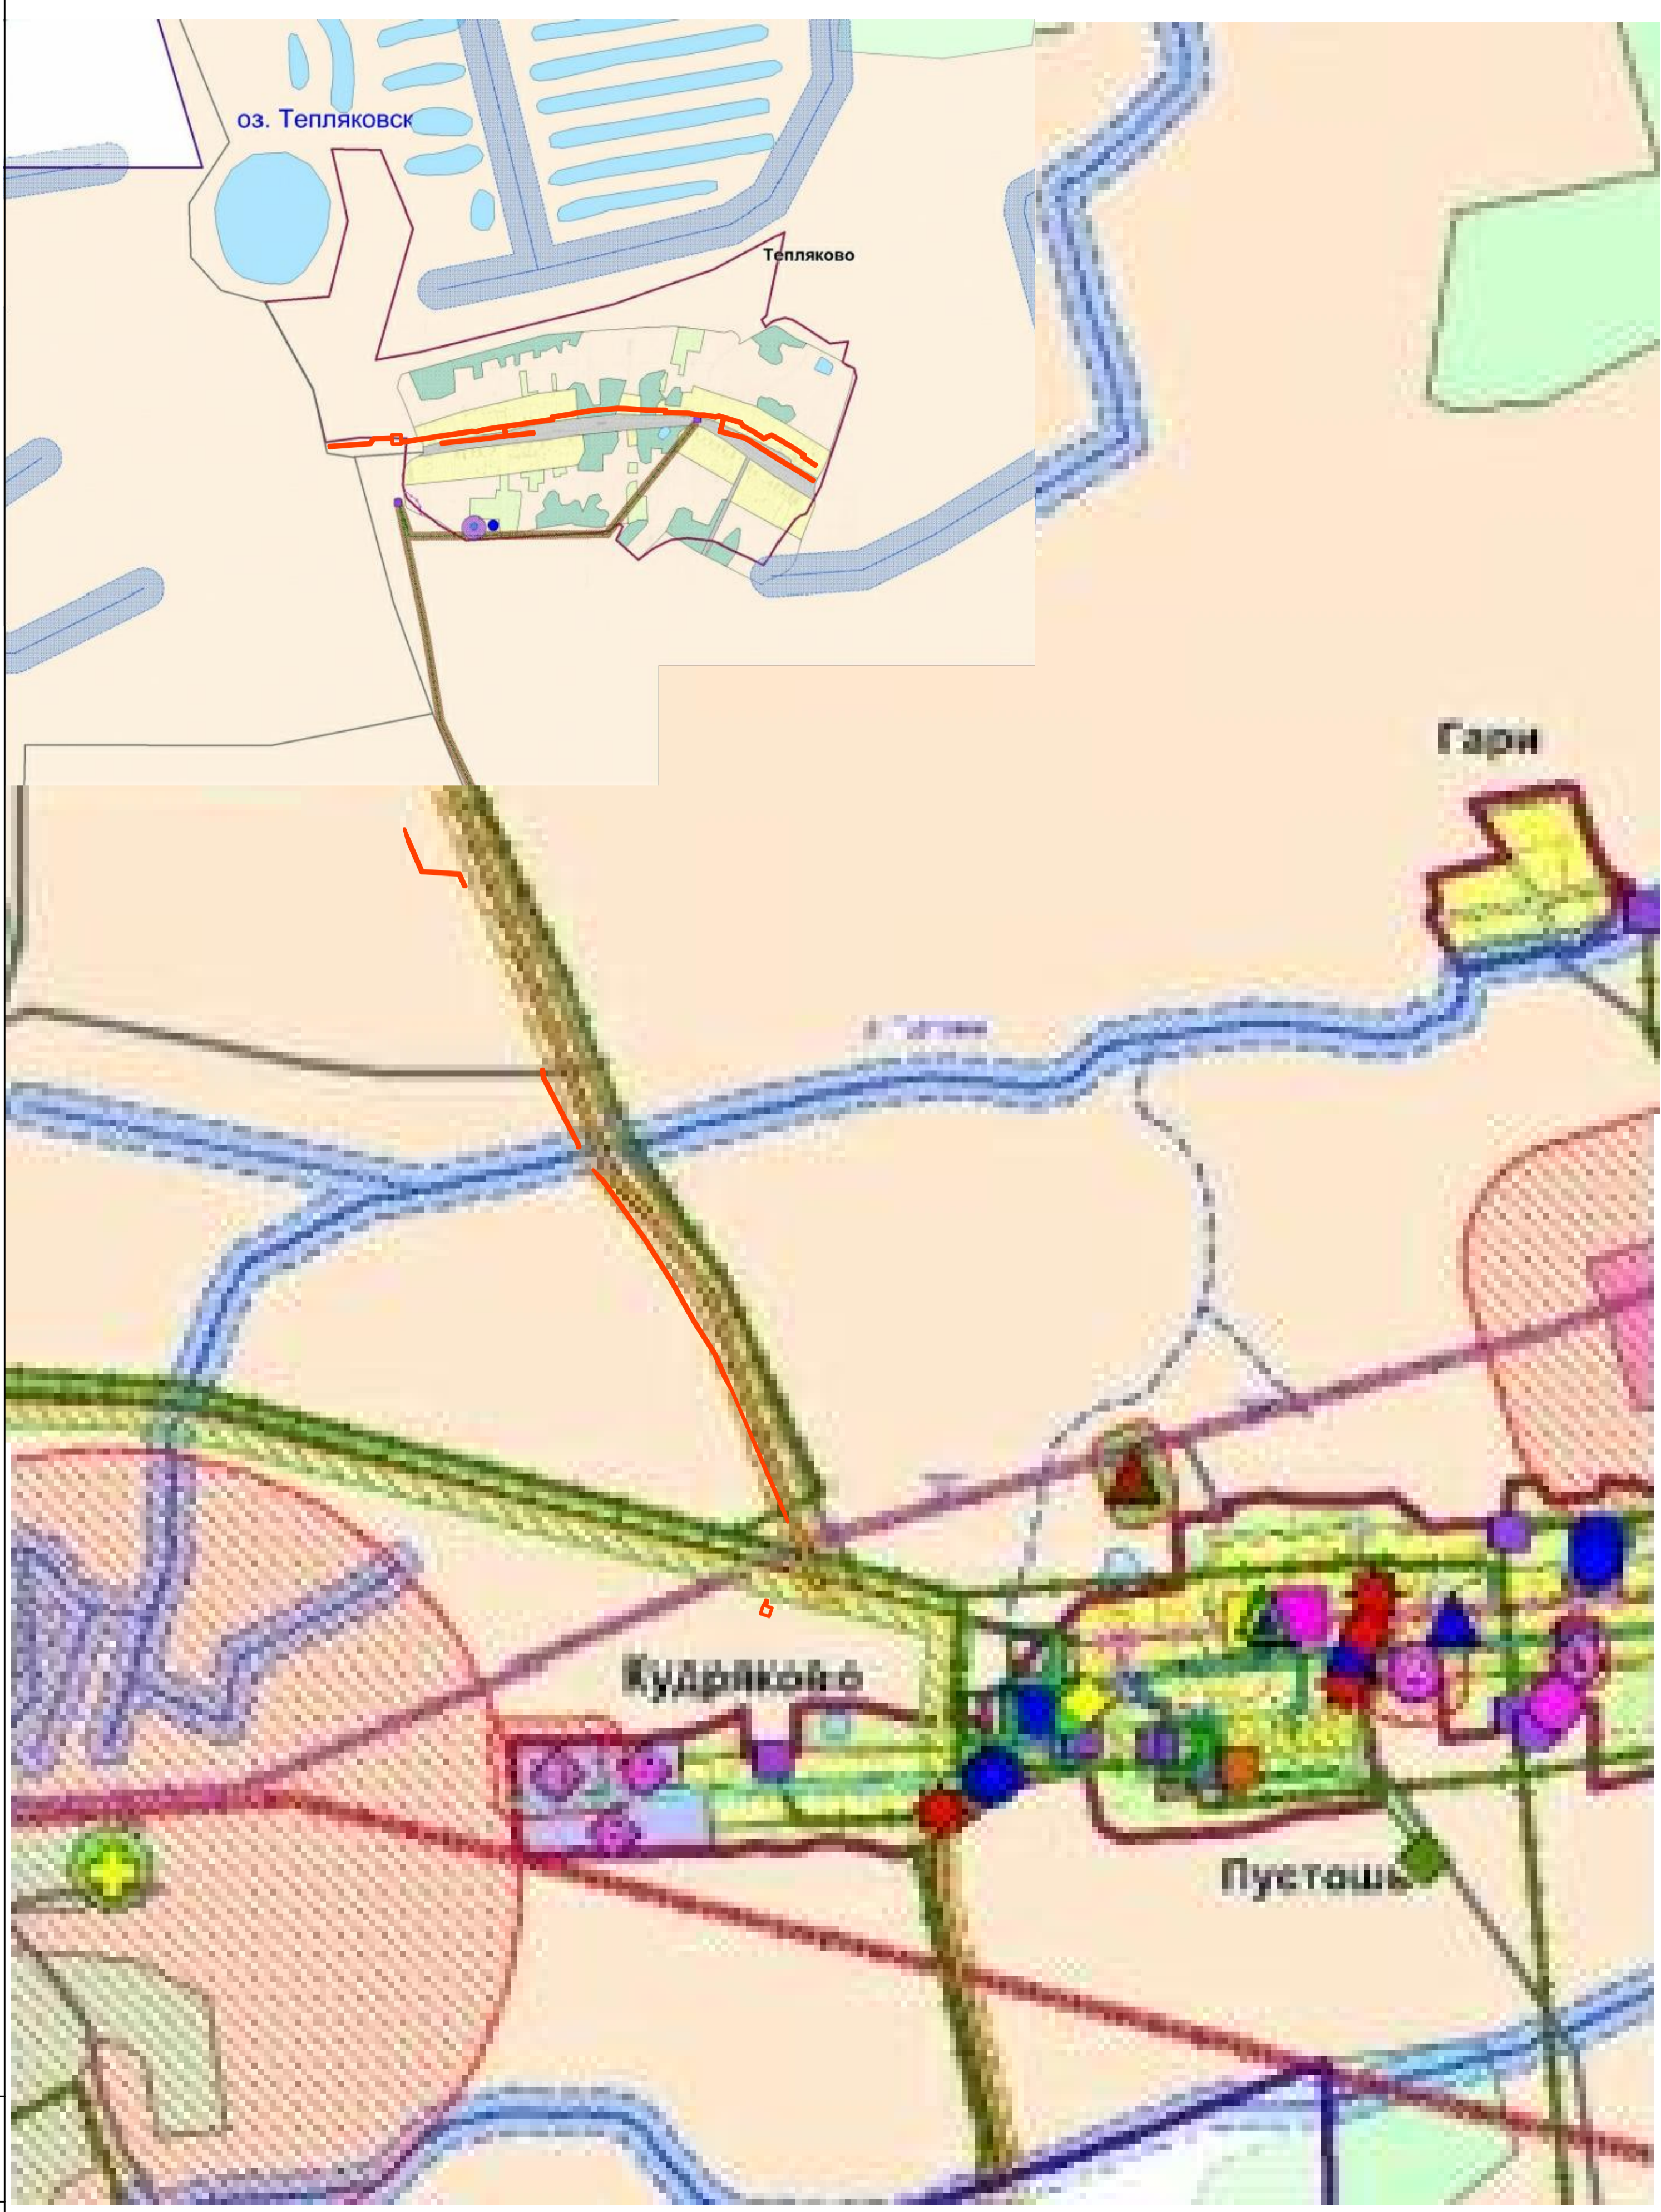 оз. Тепляковск
Тепляково
Гари
Кудряково
Пустошь